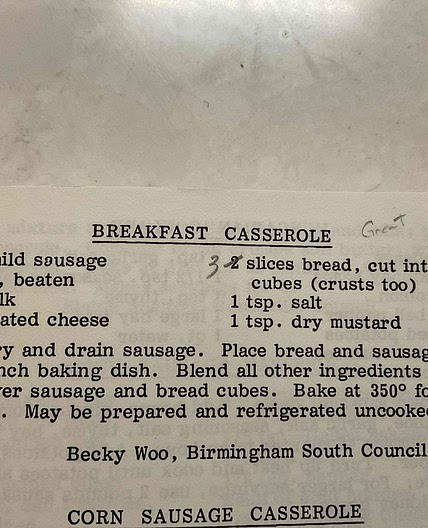 BREAKFAST CASSEROLE Great
ild sausage 3 2 slices bread, cut int
, beaten cubes (crusts too)
lk 1 tsp. salt
ated cheese 1 tsp. dry mustard
ry and drain sausage. Place bread and sausag
nch baking dish. Blend all other ingredients
er sausage and bread cubes. Bake at 350° fo
. May be prepared and refrigerated uncooke
Becky Woo, Birmingham South Council
CORN SAUSAGE CASSEROLE